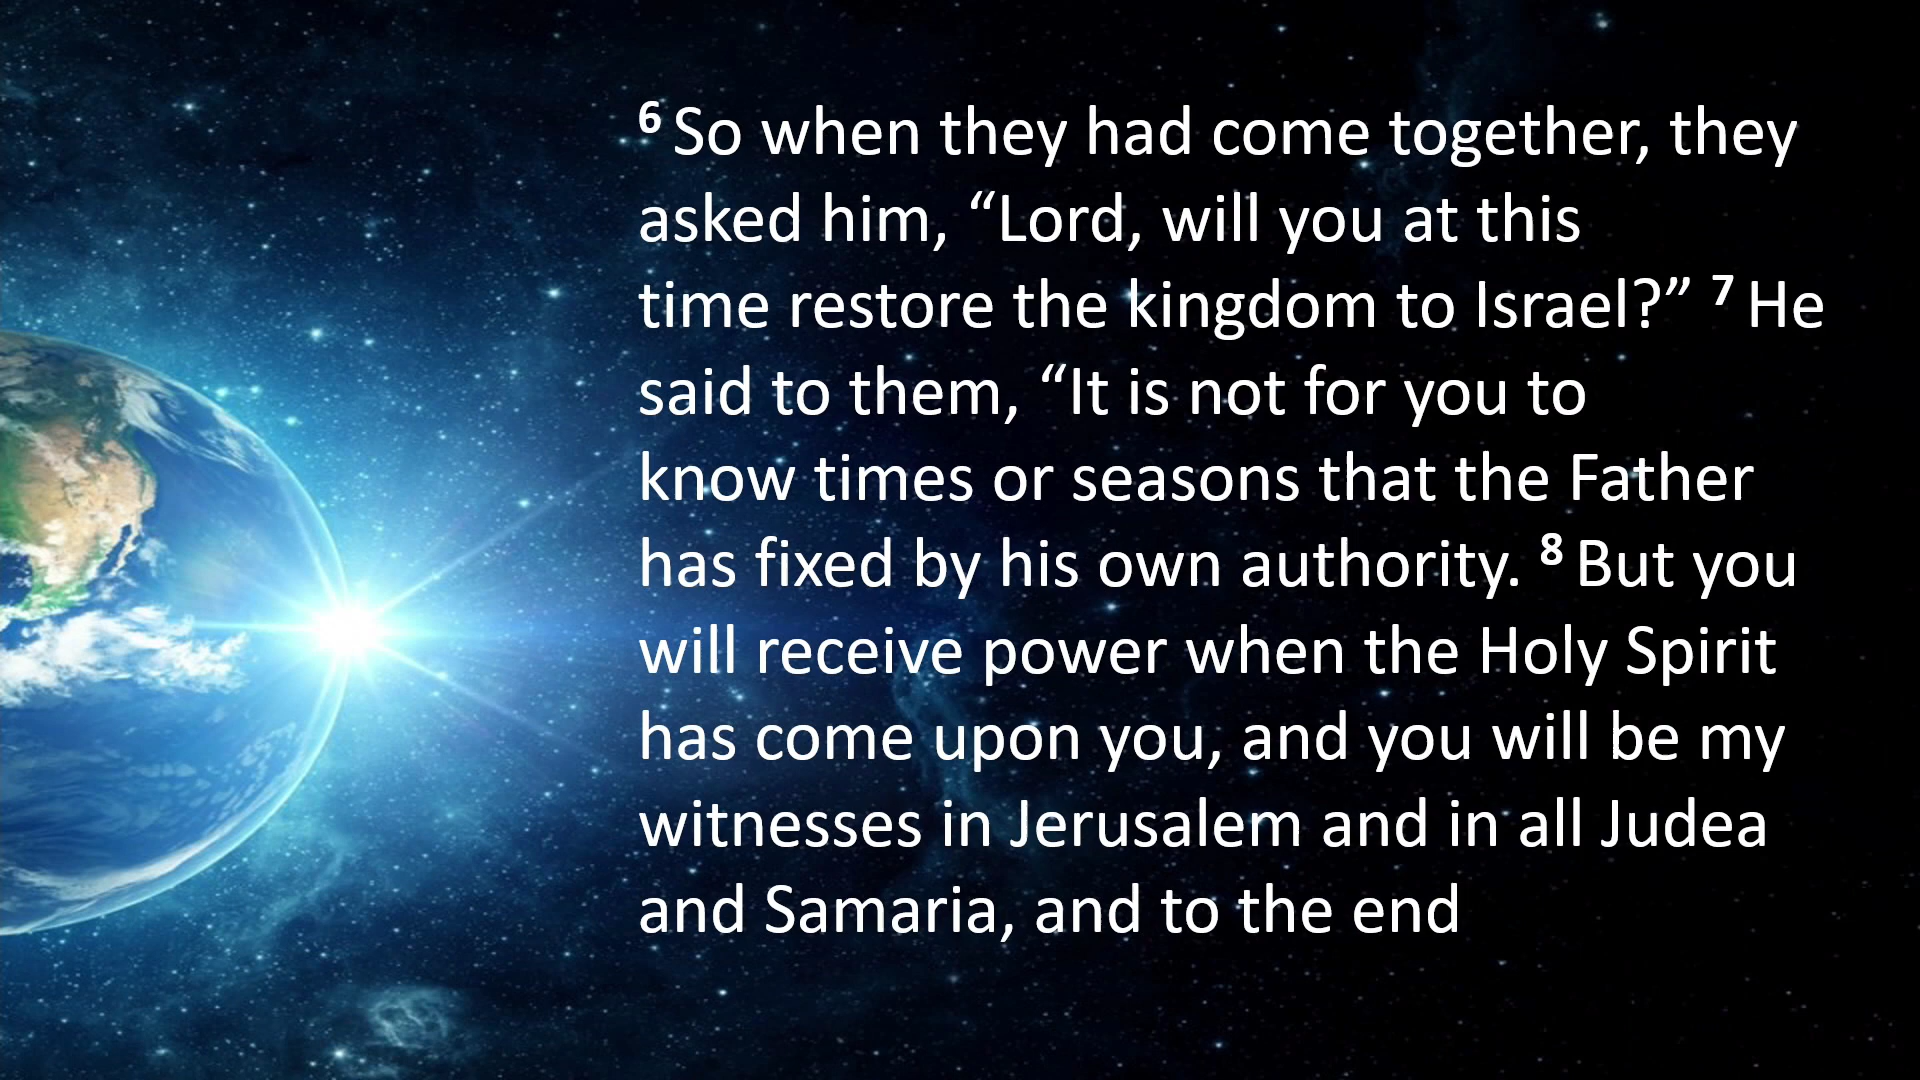 6 So when they had come together, they
asked him, “Lord, will you at this
time restore the kingdom to Israel?” 7 He
said to them, “It is not for you to
know times or seasons that the Father
has fixed by his own authority. 8 But you
will receive power when the Holy Spirit
has come upon you, and you will be my
witnesses in Jerusalem and in all Judea
and Samaria, and to the end